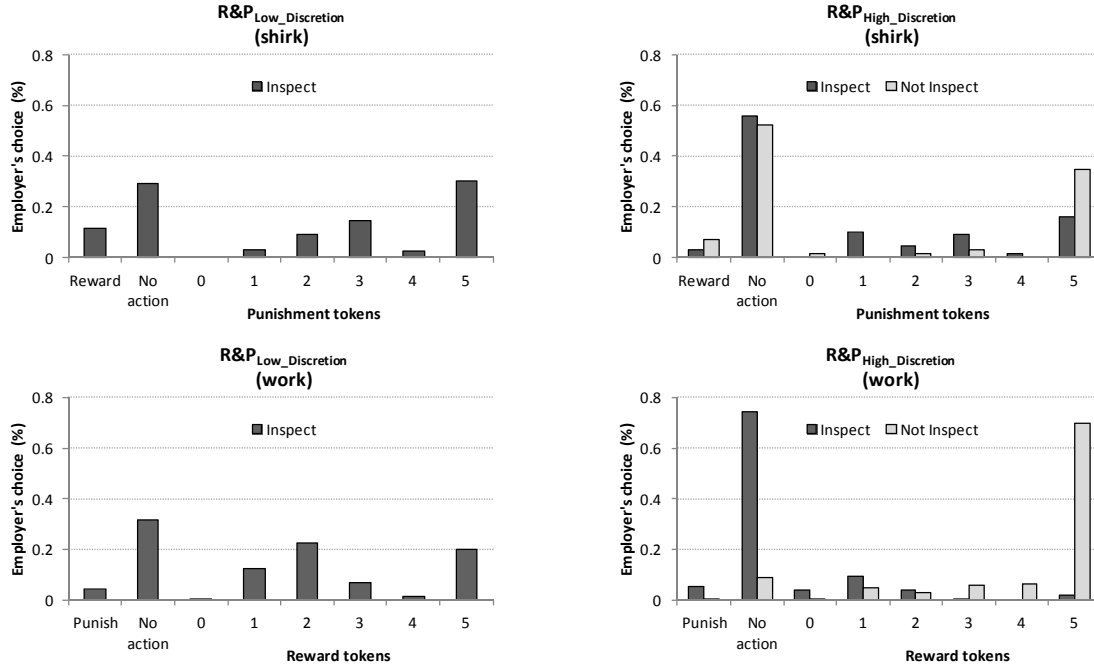 R&P Low_Discretion
(shirk)
Employer's choice (%)
0.8
0.6
0.4
0.2
0
Inspect
Reward No action 0 1 2 3 4 5
Punishment tokens
R&P High_Discretion
(shirk)
Employer's choice (%)
0.8
0.6
0.4
0.2
0
Inspect Not Inspect
Reward No action 0 1 2 3 4 5
Punishment tokens
R&P Low_Discretion
(work)
Employer's choice (%)
0.8
0.6
0.4
0.2
0
Inspect
Punish No action 0 1 2 3 4 5
Reward tokens
R&P High_Discretion
(work)
Employer's choice (%)
0.8
0.6
0.4
0.2
0
Inspect Not Inspect
Punish No action 0 1 2 3 4 5
Reward tokens